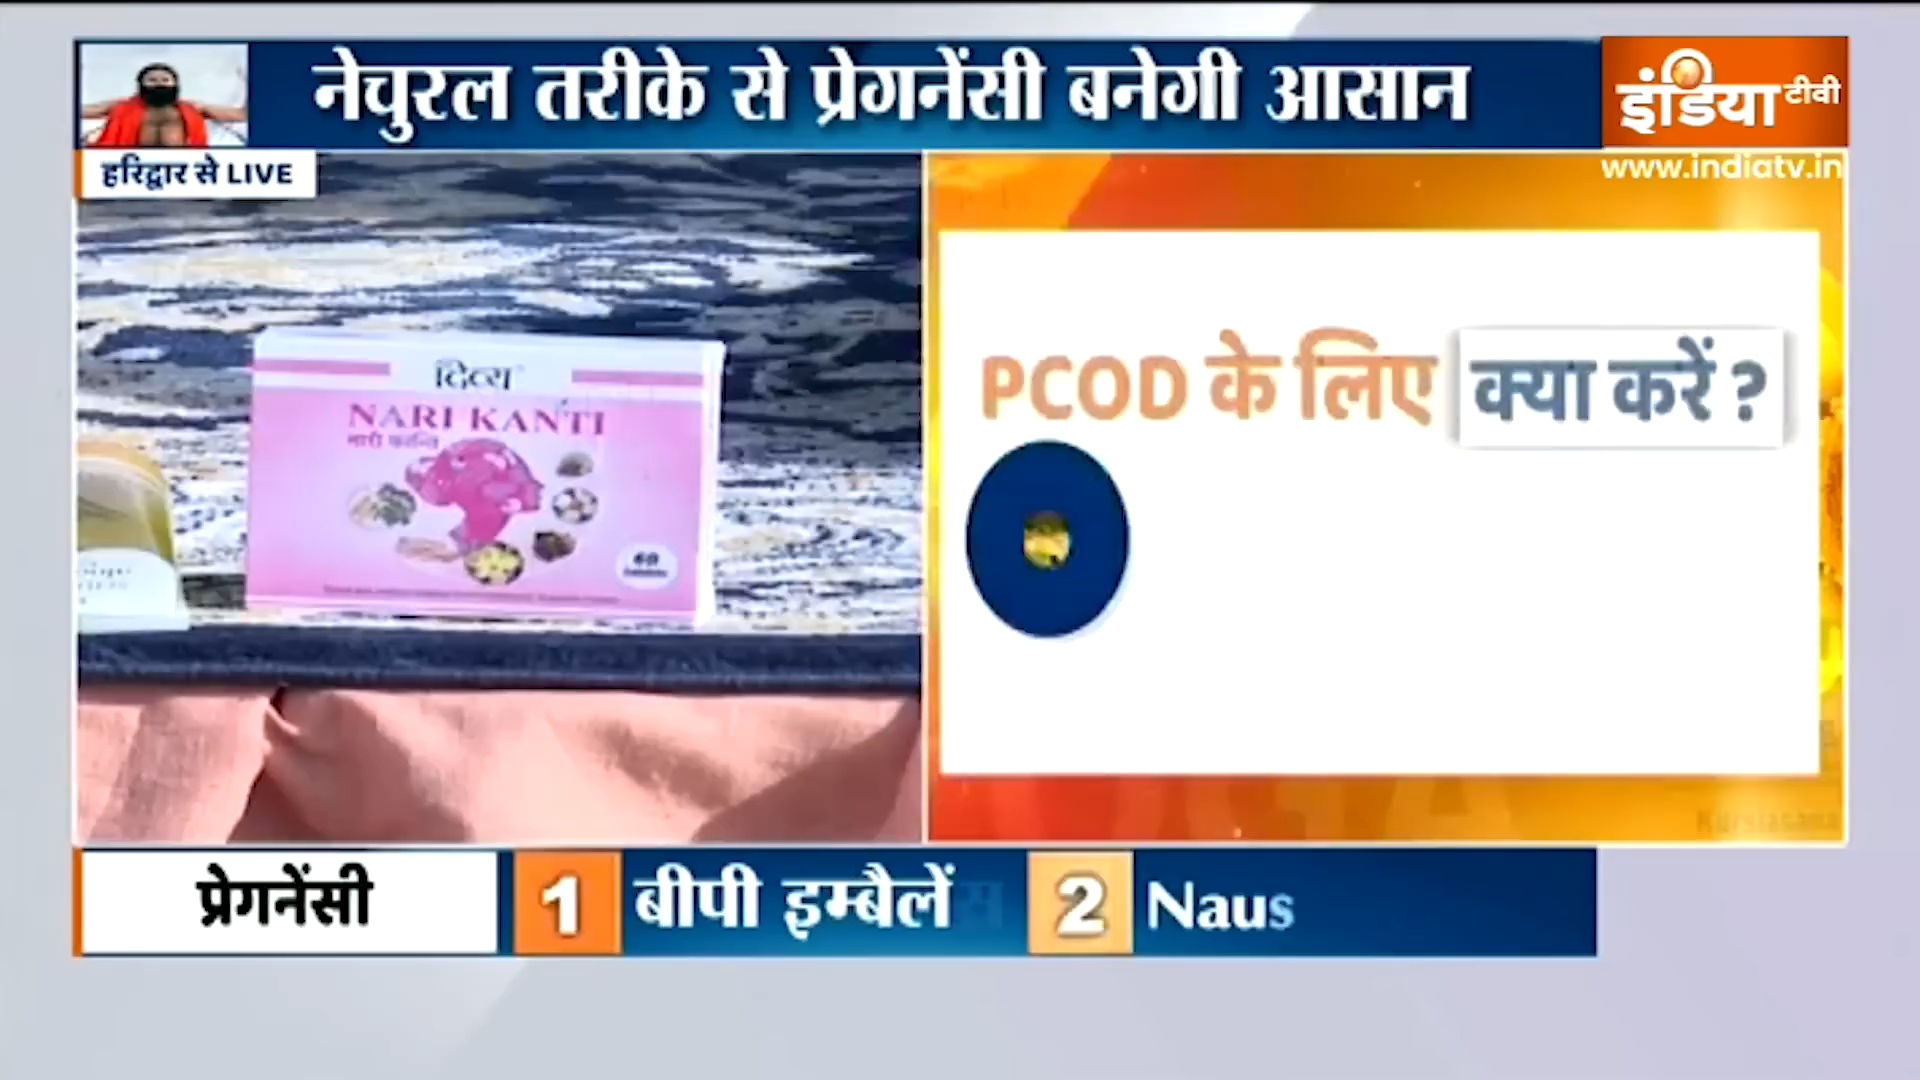 नेचुरल तरीके से प्रेगनेंसी बनेगी आसान
इंडिया टीवी
www.indiatv.in
हरिद्वार से LIVE
दिव्य
NARI KANTI
नारी कान्ति
60
PCOD के लिए क्या करें ?
प्रेगनेंसी
1 बीपी इम्बैलेंस
2 Naus